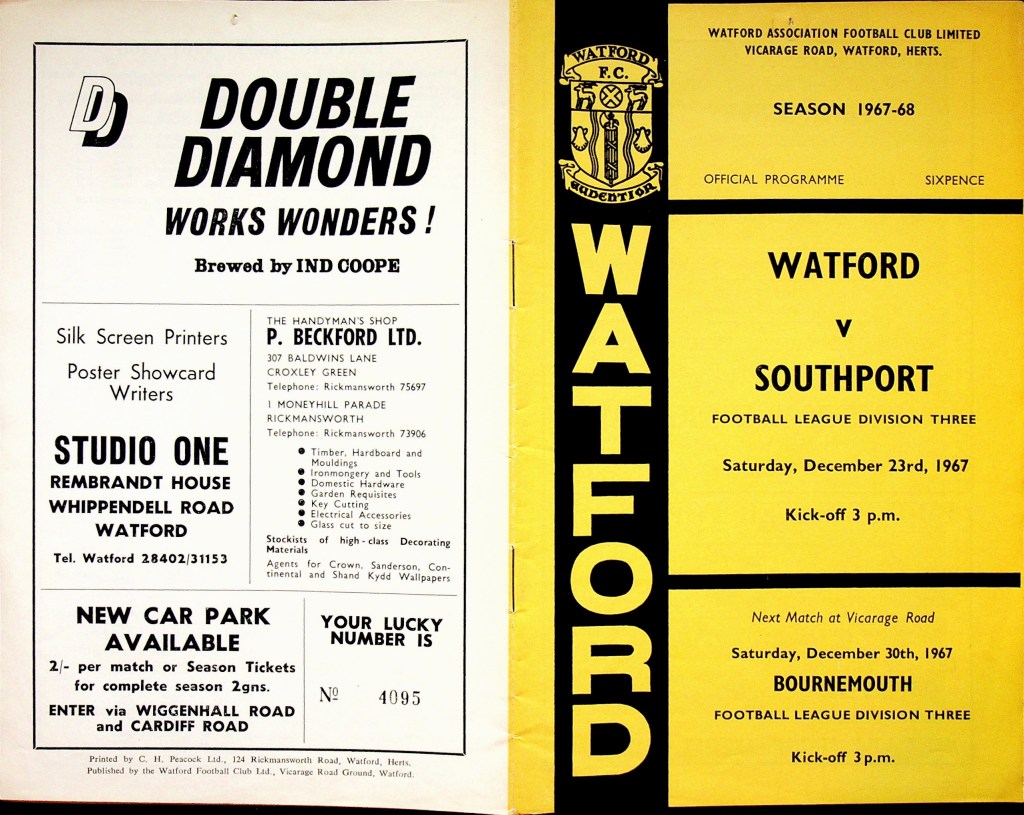 DD
DOUBLE
DIAMOND
WORKS WONDERS!
Brewed by IND COOPE
Silk Screen Printers
Poster Showcard
Writers
STUDIO ONE
REMBRANDT HOUSE
WHIPPENDELL ROAD
WATFORD
Tel. Watford 28402/31153
THE HANDYMAN'S SHOP
P. BECKFORD LTD.
307 BALDWINS LANE
CROXLEY GREEN
Telephone: Rickmansworth 75697
1 MONEYHILL PARADE
RICKMANSWORTH
Telephone: Rickmansworth 73906
● Timber, Hardboard and
Mouldings
● Ironmongery and Tools
● Domestic Hardware
● Garden Requisites
● Key Cutting
● Electrical Accessories
● Glass cut to size
Stockists of high-class Decorating
Materials
Agents for Crown, Sanderson, Con-
tinental and Shand Kydd Wallpapers
NEW CAR PARK
AVAILABLE
2/- per match or Season Tickets
for complete season 2gns.
ENTER via WIGGENHALL ROAD
and CARDIFF ROAD
YOUR LUCKY
NUMBER IS
Nº 4095
Printed by C. H. Peacock Ltd., 124 Rickmansworth Road, Watford, Herts.
Published by the Watford Football Club Ltd., Vicarage Road Ground, Watford.
WATFORD
F.C.
AUDENTIOR
WATFORD
WATFORD ASSOCIATION FOOTBALL CLUB LIMITED
VICARAGE ROAD, WATFORD, HERTS.
SEASON 1967-68
OFFICIAL PROGRAMME SIXPENCE
WATFORD
v
SOUTHPORT
FOOTBALL LEAGUE DIVISION THREE
Saturday, December 23rd, 1967
Kick-off 3 p.m.
Next Match at Vicarage Road
Saturday, December 30th, 1967
BOURNEMOUTH
FOOTBALL LEAGUE DIVISION THREE
Kick-off 3 p.m.